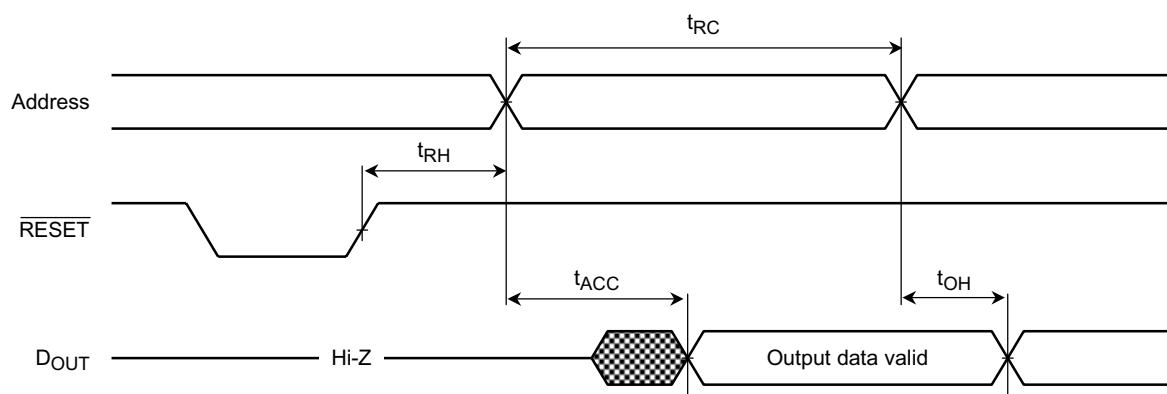 tRC
Address
tRH
RESET
tACC
tOH
DOUT
Hi-Z
Output data valid